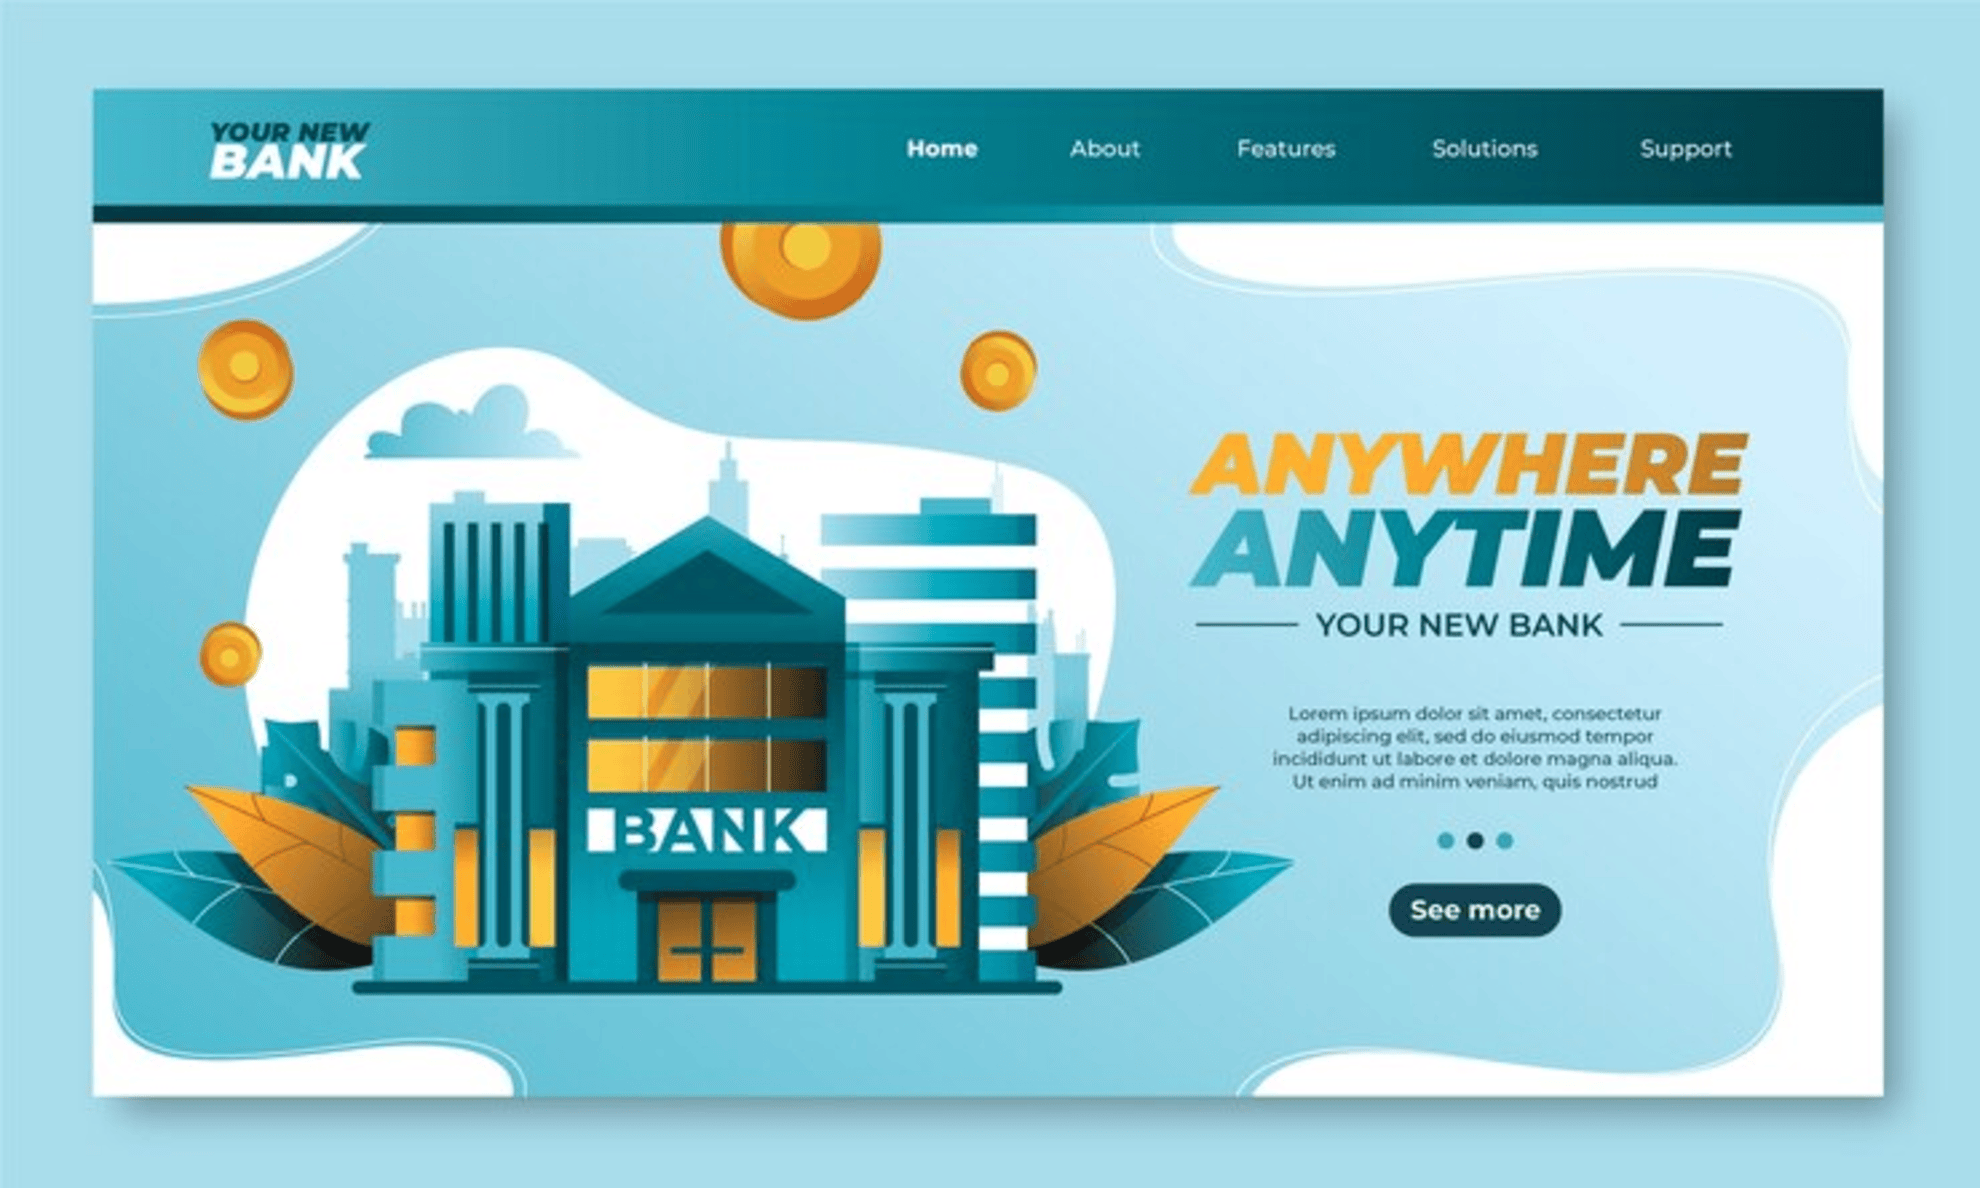 YOUR NEW
BANK
Home About Features Solutions Support
ANYWHERE
ANYTIME
YOUR NEW BANK
Lorem ipsum dolor sit amet, consectetur
adipiscing elit, sed do eiusmod tempor
incididunt ut labore et dolore magna aliqua.
Ut enim ad minim veniam, quis nostrud
BANK
See more